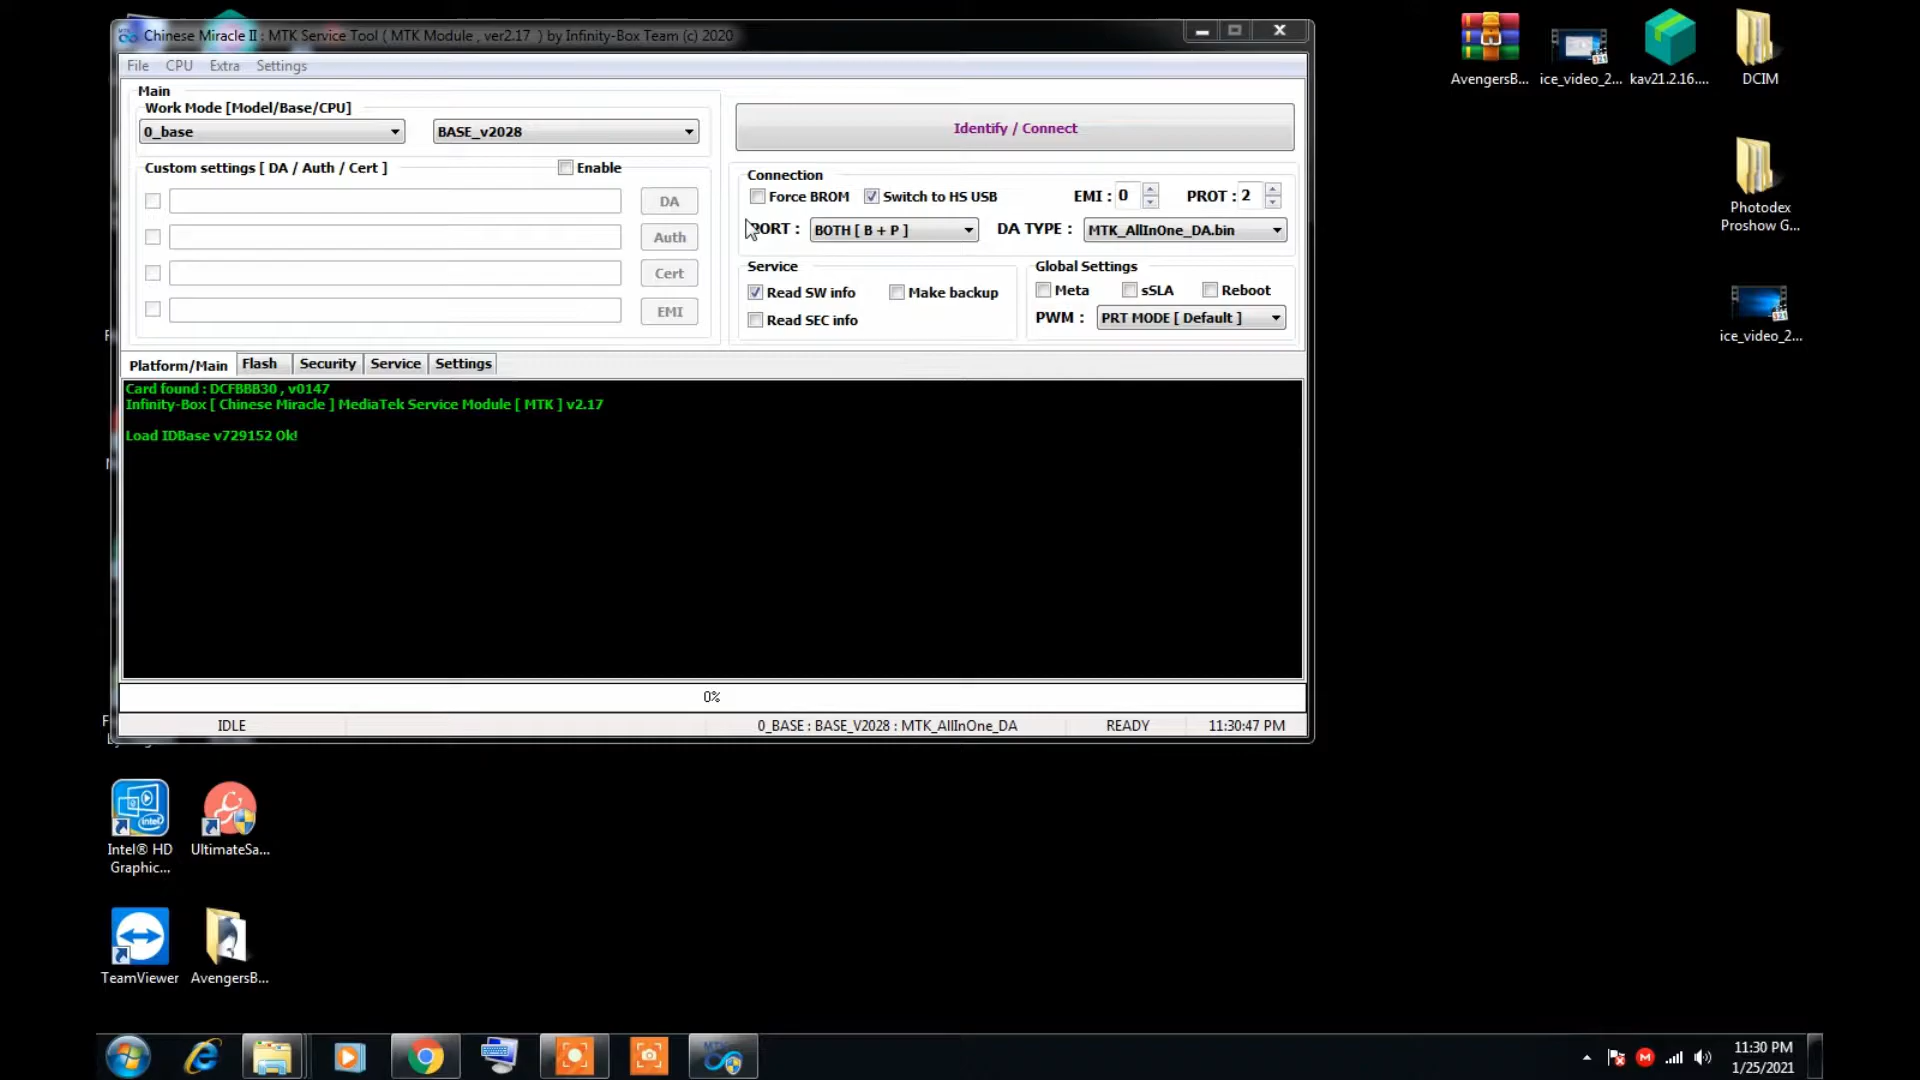 Chinese Miracle II : MTK Service Tool ( MTK Module , ver2.17 ) by Infinity-Box Team (c) 2020
File CPU Extra Settings
Main
Work Mode [Model/Base/CPU]
0_base BASE_v2028
Custom settings [ DA / Auth / Cert ] Enable
DA
Auth
Cert
EMI
Identify / Connect
Connection
Force BROM Switch to HS USB EMI : 0 PROT : 2
PORT : BOTH [ B + P ] DA TYPE : MTK_AllInOne_DA.bin
Service
Read SW info Make backup
Read SEC info
Global Settings
Meta sSLA Reboot
PWM : PRT MODE [ Default ]
Platform/Main Flash Security Service Settings
Card found : DCFBBB30 , v0147
Infinity-Box [ Chinese Miracle ] MediaTek Service Module [ MTK ] v2.17
Load IDBase v729152 Ok!
0%
IDLE 0_BASE : BASE_V2028 : MTK_AllInOne_DA READY 11:30:47 PM
AvengersB... ice_video_2... kav21.2.16.... DCIM
Photodex
Proshow G...
ice_video_2...
Intel® HD
Graphic...
UltimateSa...
TeamViewer AvengersB...
11:30 PM
1/25/2021